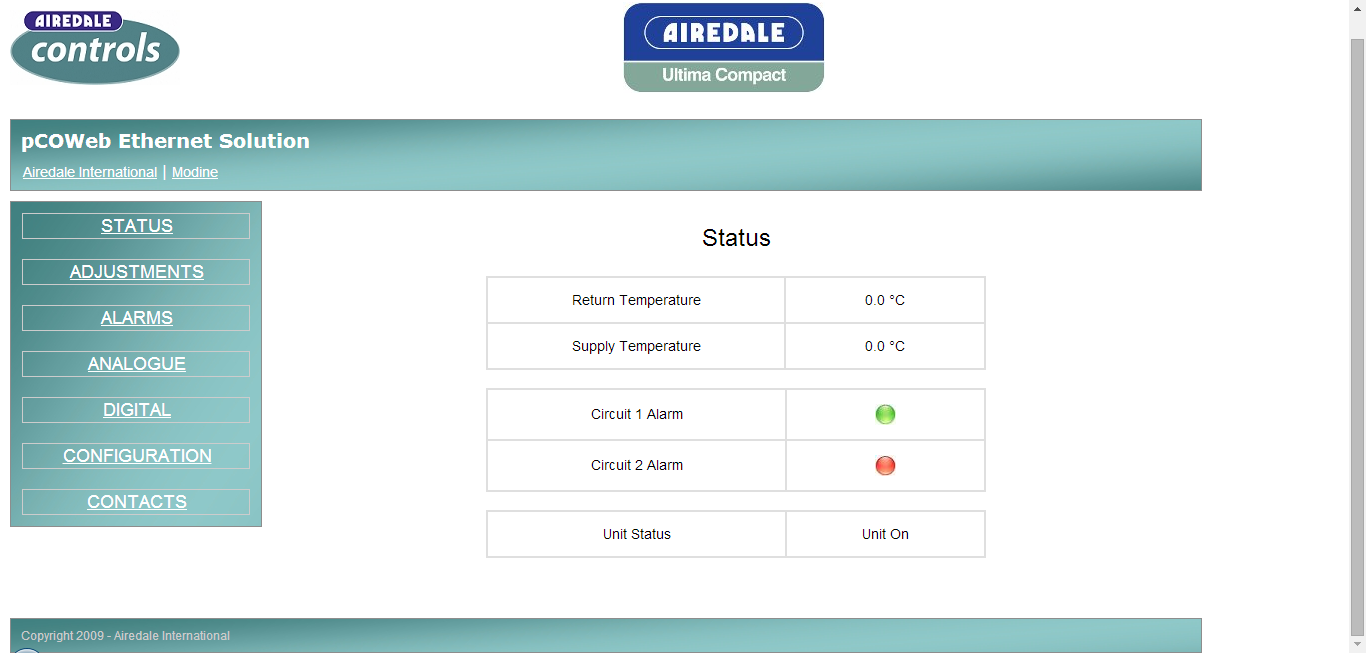 AIREDALE
controls
AIREDALE
Ultima Compact
pCOWeb Ethernet Solution
Airedale International | Modine
STATUS
ADJUSTMENTS
ALARMS
ANALOGUE
DIGITAL
CONFIGURATION
CONTACTS
Status
Return Temperature 0.0 °C
Supply Temperature 0.0 °C
Circuit 1 Alarm
Circuit 2 Alarm
Unit Status Unit On
Copyright 2009 - Airedale International